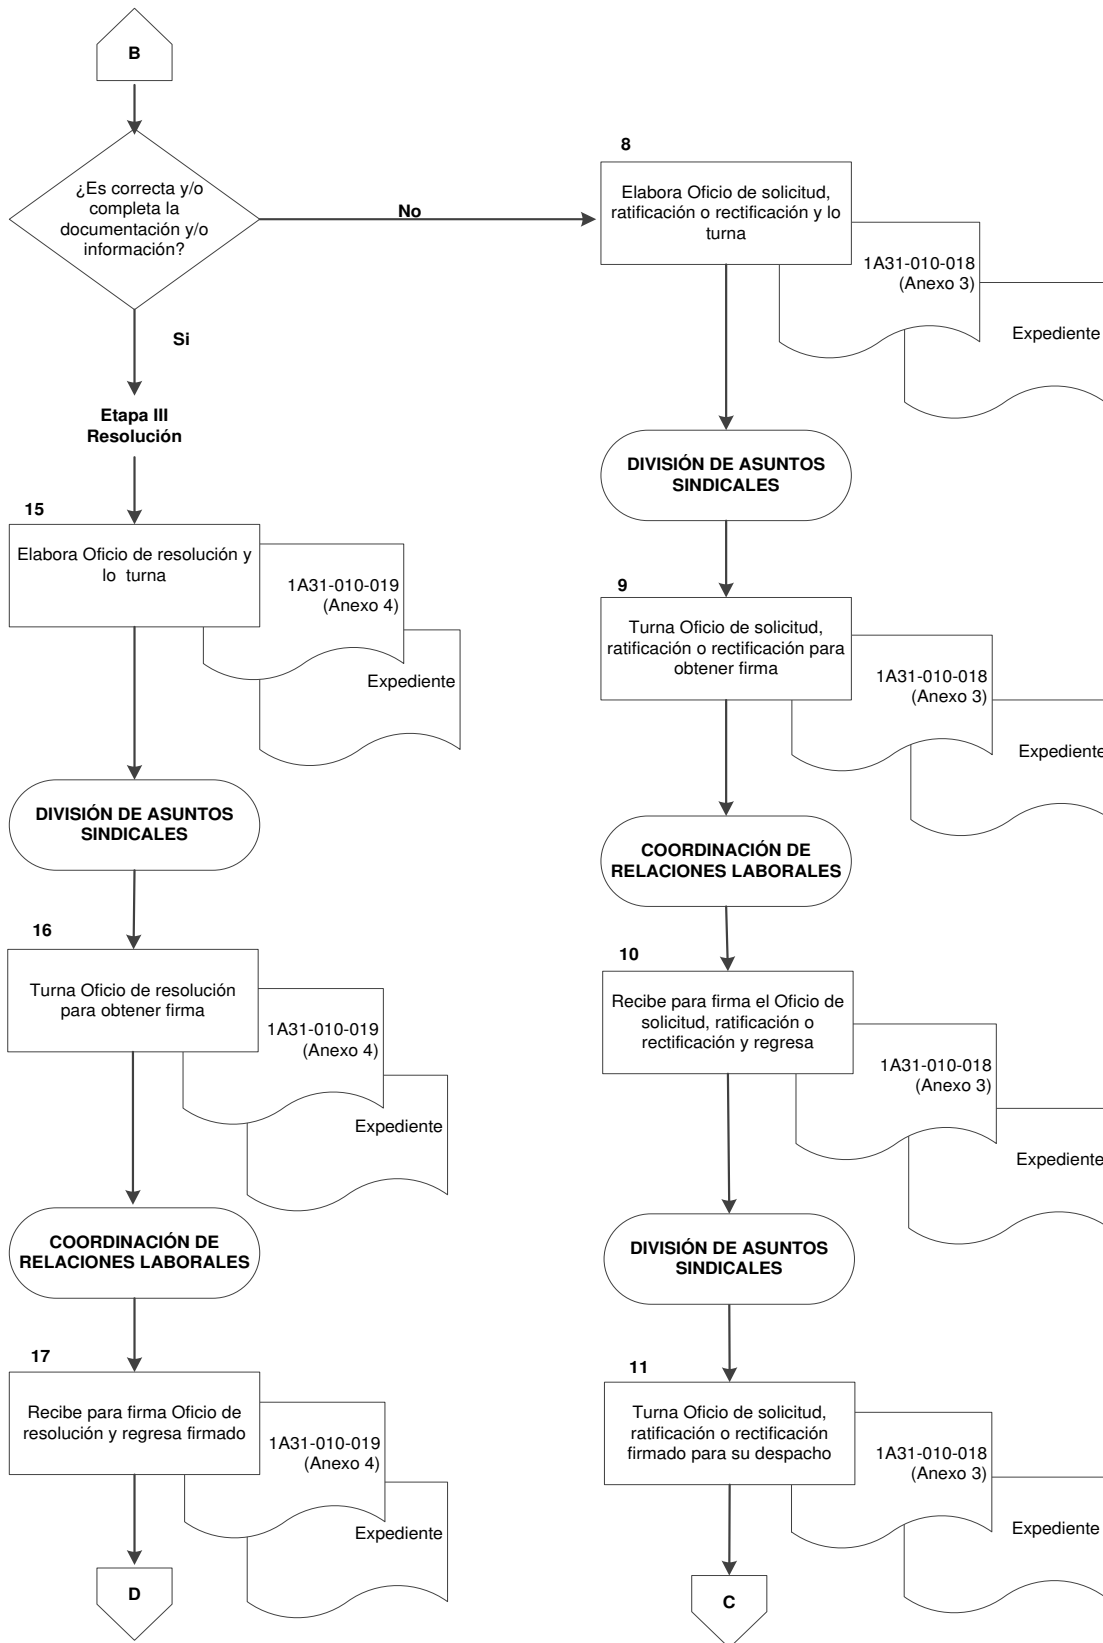 B
¿Es correcta y/o
completa la
documentación y/o
información?
No
Si
Etapa III
Resolución
15
Elabora Oficio de resolución y
lo turna
1A31-010-019
(Anexo 4)
Expediente
DIVISIÓN DE ASUNTOS
SINDICALES
16
Turna Oficio de resolución
para obtener firma
1A31-010-019
(Anexo 4)
Expediente
COORDINACIÓN DE
RELACIONES LABORALES
17
Recibe para firma Oficio de
resolución y regresa firmado
1A31-010-019
(Anexo 4)
Expediente
D
8
Elabora Oficio de solicitud,
ratificación o rectificación y lo
turna
1A31-010-018
(Anexo 3)
Expediente
DIVISIÓN DE ASUNTOS
SINDICALES
9
Turna Oficio de solicitud,
ratificación o rectificación para
obtener firma
1A31-010-018
(Anexo 3)
Expediente
COORDINACIÓN DE
RELACIONES LABORALES
10
Recibe para firma el Oficio de
solicitud, ratificación o
rectificación y regresa
1A31-010-018
(Anexo 3)
Expediente
DIVISIÓN DE ASUNTOS
SINDICALES
11
Turna Oficio de solicitud,
ratificación o rectificación
firmado para su despacho
1A31-010-018
(Anexo 3)
Expediente
C